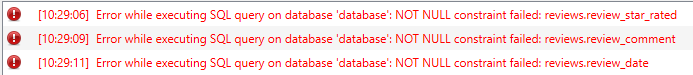 [10:29:06] Error while executing SQL query on database 'database': NOT NULL constraint failed: reviews.review_star_rated
[10:29:09] Error while executing SQL query on database 'database': NOT NULL constraint failed: reviews.review_comment
[10:29:11] Error while executing SQL query on database 'database': NOT NULL constraint failed: reviews.review_date